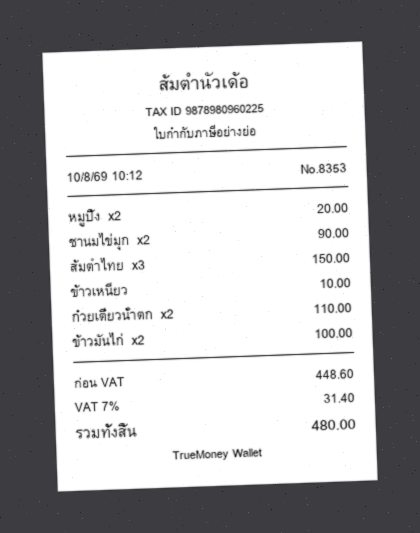 ส้มตำนัวเด้อ
TAX ID 9878980960225
ใบกำกับภาษีอย่างย่อ
10/8/69 10:12 No.8353
หมูปิ้ง x2 20.00
ชานมไข่มุก x2 90.00
ส้มตำไทย x3 150.00
ข้าวเหนียว 10.00
ก๋วยเตี๋ยวน้ำตก x2 110.00
ข้าวมันไก่ x2 100.00
ก่อน VAT 448.60
VAT 7% 31.40
รวมทั้งสิ้น 480.00
TrueMoney Wallet